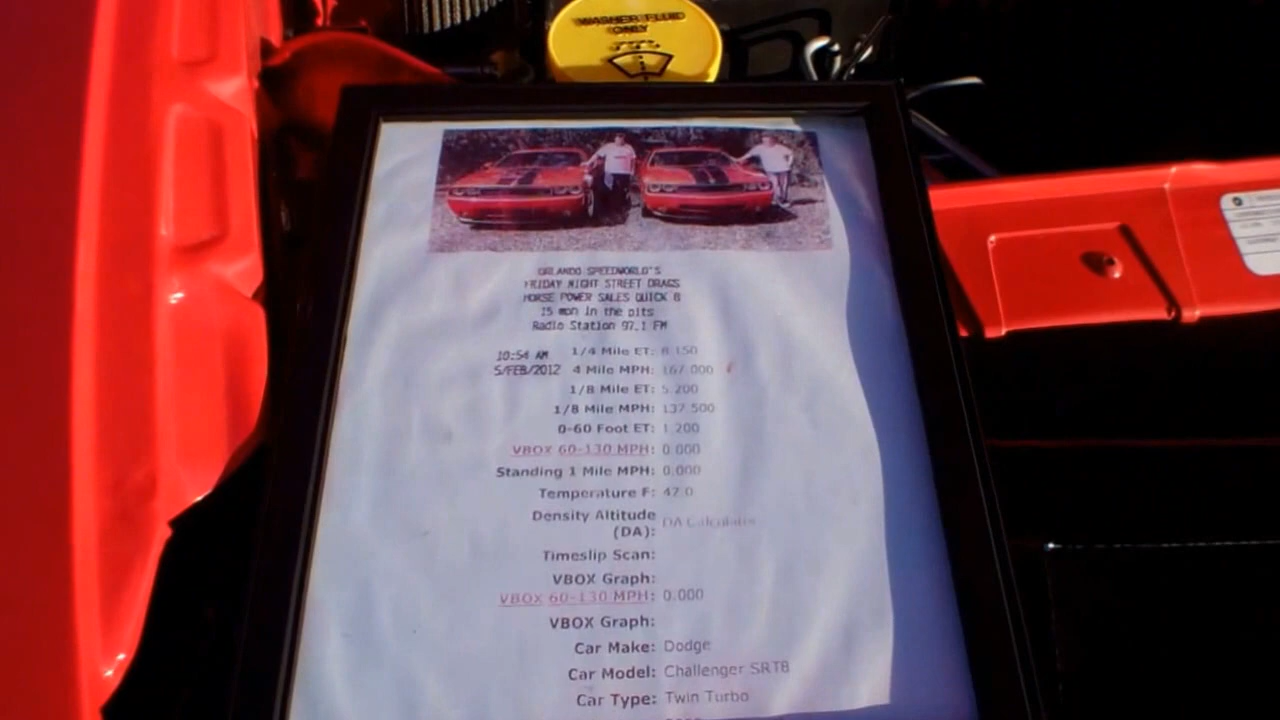 WASHER FLUID
ONLY
ORLANDO SPEEDWORLD'S
FRIDAY NIGHT STREET DRAGS
HORSE POWER SALES QUICK 8
15 mph in the pits
Radio Station 97.1 FM
10:54 AM
5/FEB/2012
1/4 Mile ET: 8.150
4 Mile MPH: 167.000
1/8 Mile ET: 5.200
1/8 Mile MPH: 137.500
0-60 Foot ET: 1.200
VBOX 60-130 MPH: 0.000
Standing 1 Mile MPH: 0.000
Temperature F: 47.0
Density Altitude
(DA): DA Calculator
Timeslip Scan:
VBOX Graph:
VBOX 60-130 MPH: 0.000
VBOX Graph:
Car Make: Dodge
Car Model: Challenger SRT8
Car Type: Twin Turbo